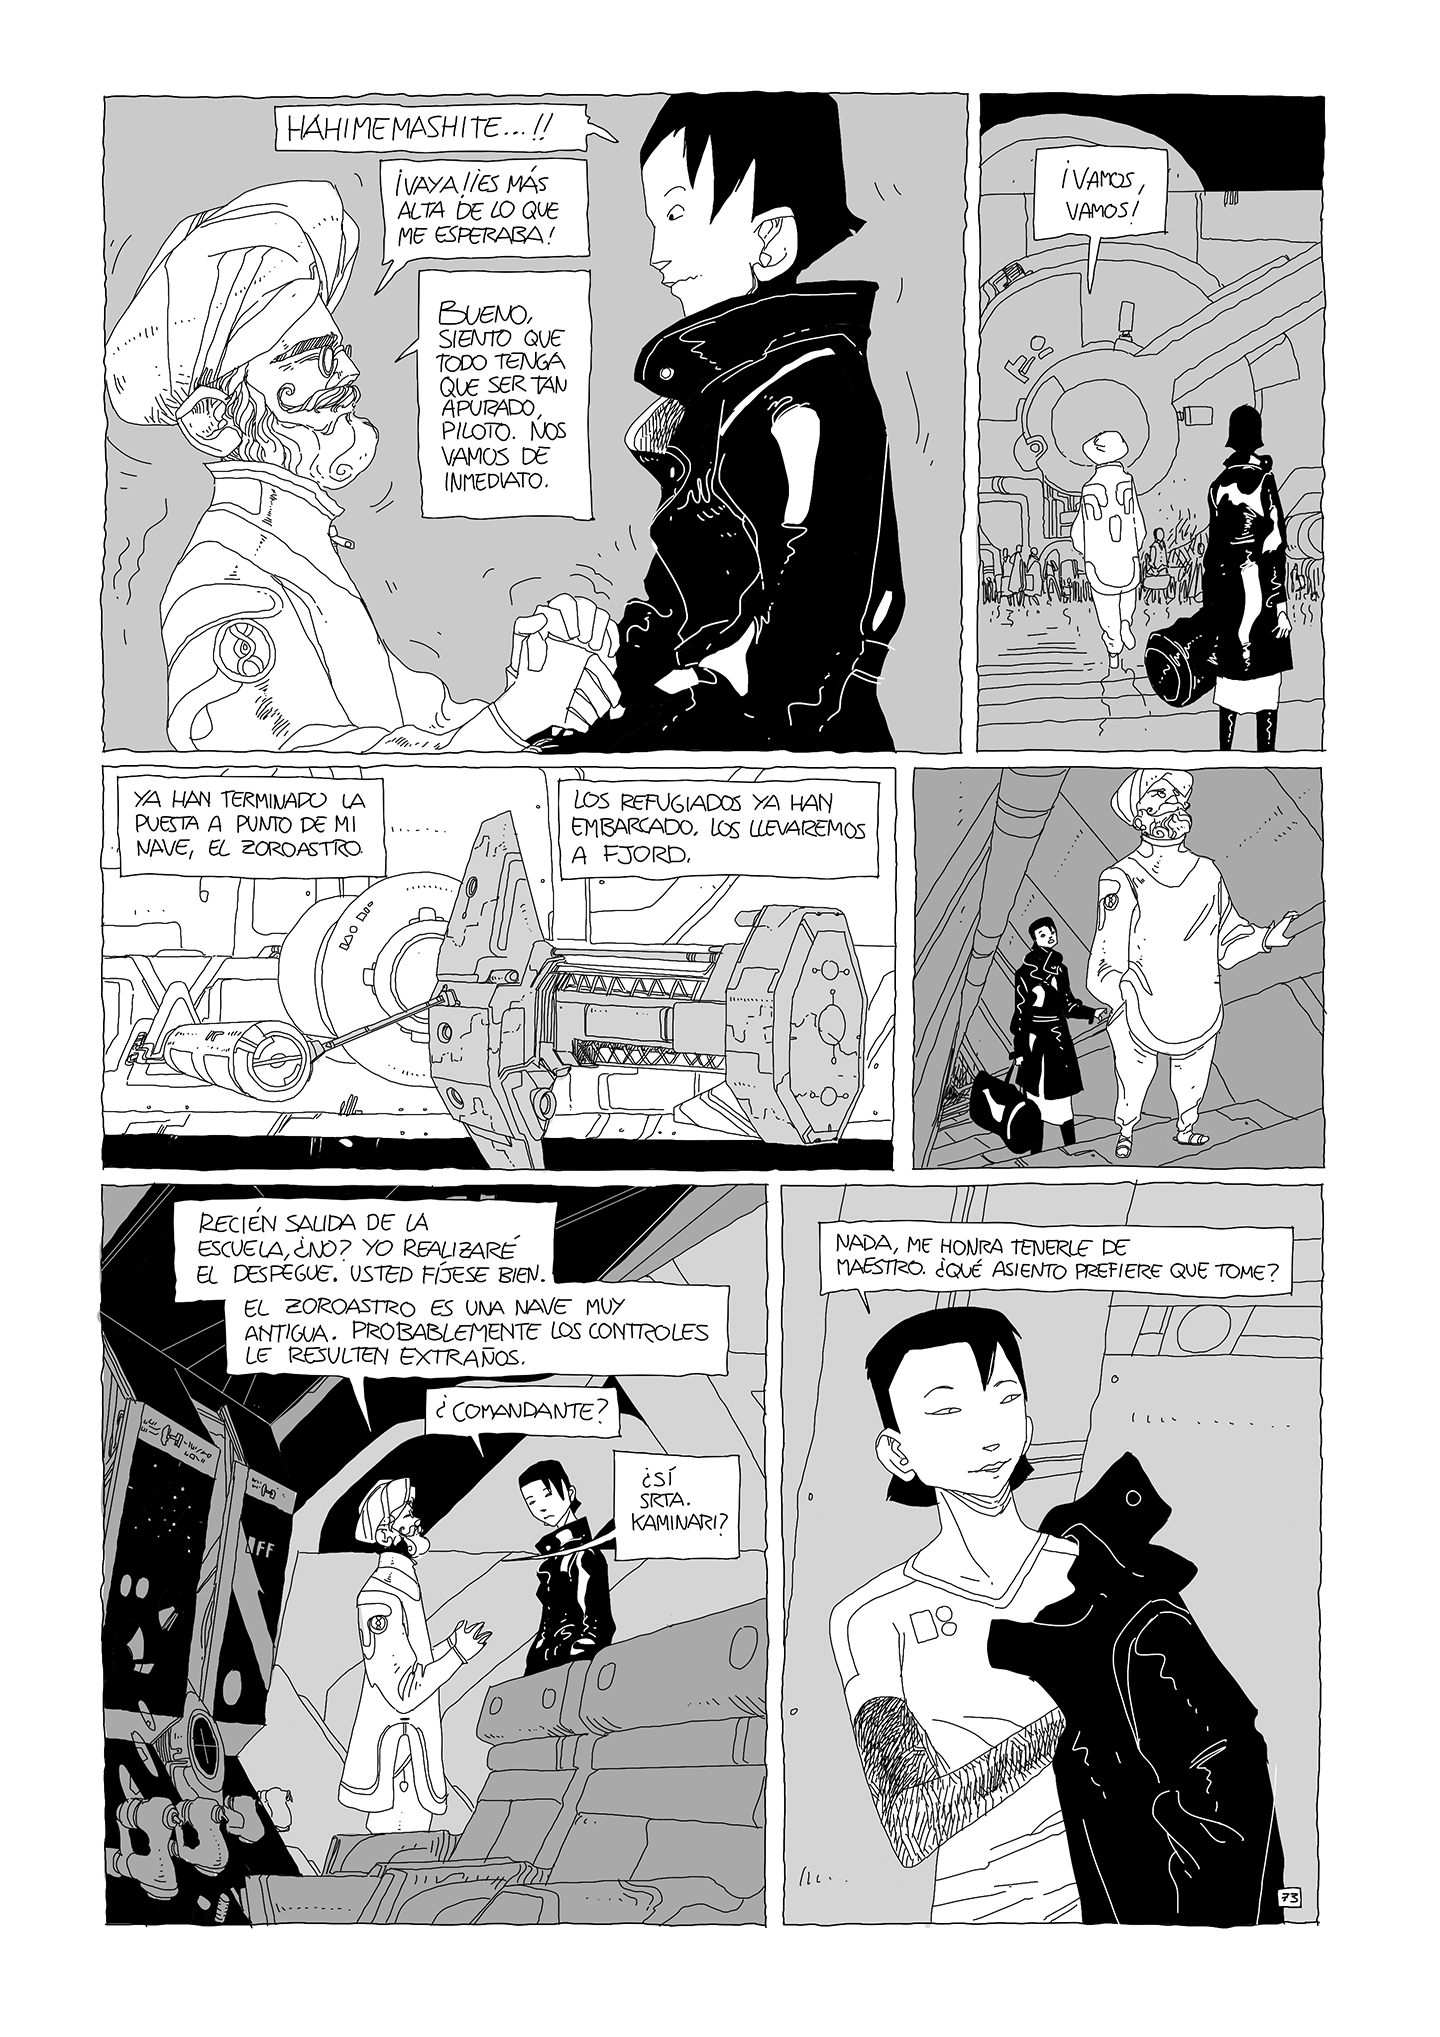 HÁHIMEMASHITE...!!
¡VAYA! ¡ES MÁS
ALTA DE LO QUE
ME ESPERABA!
BUENO,
SIENTO QUE
TODO TENGA
QUE SER TAN
APURADO,
PILOTO. NOS
VAMOS DE
INMEDIATO.
¡VAMOS,
VAMOS!
YA HAN TERMINADO LA
PUESTA A PUNTO DE MI
NAVE, EL ZOROASTRO.
LOS REFUGIADOS YA HAN
EMBARCADO. LOS LLEVAREMOS
A FJORD.
RECIÉN SALIDA DE LA
ESCUELA, ¿NO? YO REALIZARÉ
EL DESPEGUE. USTED FÍJESE BIEN.
EL ZOROASTRO ES UNA NAVE MUY
ANTIGUA. PROBABLEMENTE LOS CONTROLES
LE RESULTEN EXTRAÑOS.
¿COMANDANTE?
¿SÍ
SRTA.
KAMINARI?
OFF
NADA, ME HONRA TENERLE DE
MAESTRO. ¿QUÉ ASIENTO PREFIERE QUE TOME?
HO
73